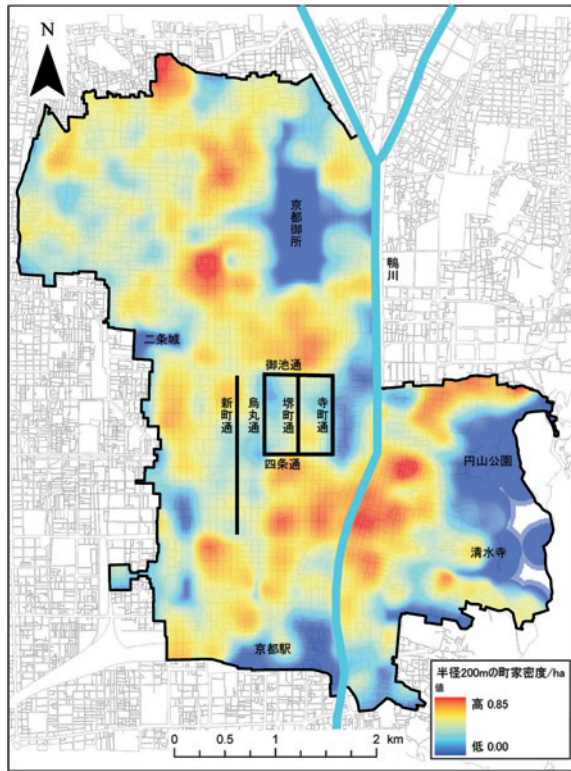 N
京都御所
鴨川
二条城
御池通
新町通
烏丸通
堺町通
寺町通
四条通
円山公園
清水寺
京都駅
半径200mの町家密度/ha
値
高 0.85
低 0.00
0 0.5 1 2 km